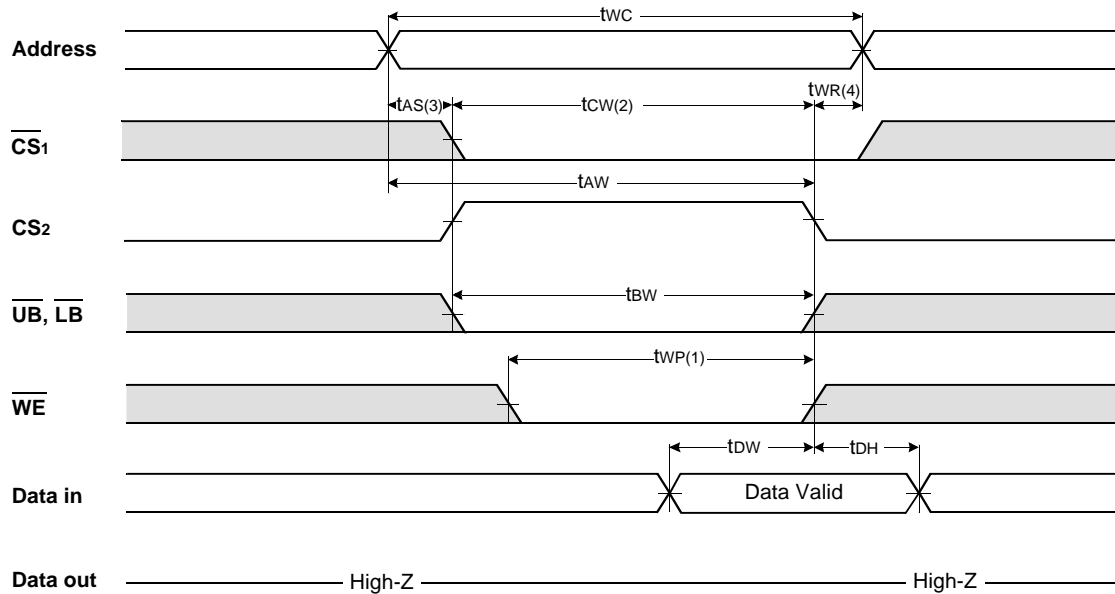 tWC
Address
tAS(3) tCW(2) tWR(4)
CS1
tAW
CS2
tBW
UB, LB
tWP(1)
WE
tDW tDH
Data in Data Valid
Data out High-Z High-Z